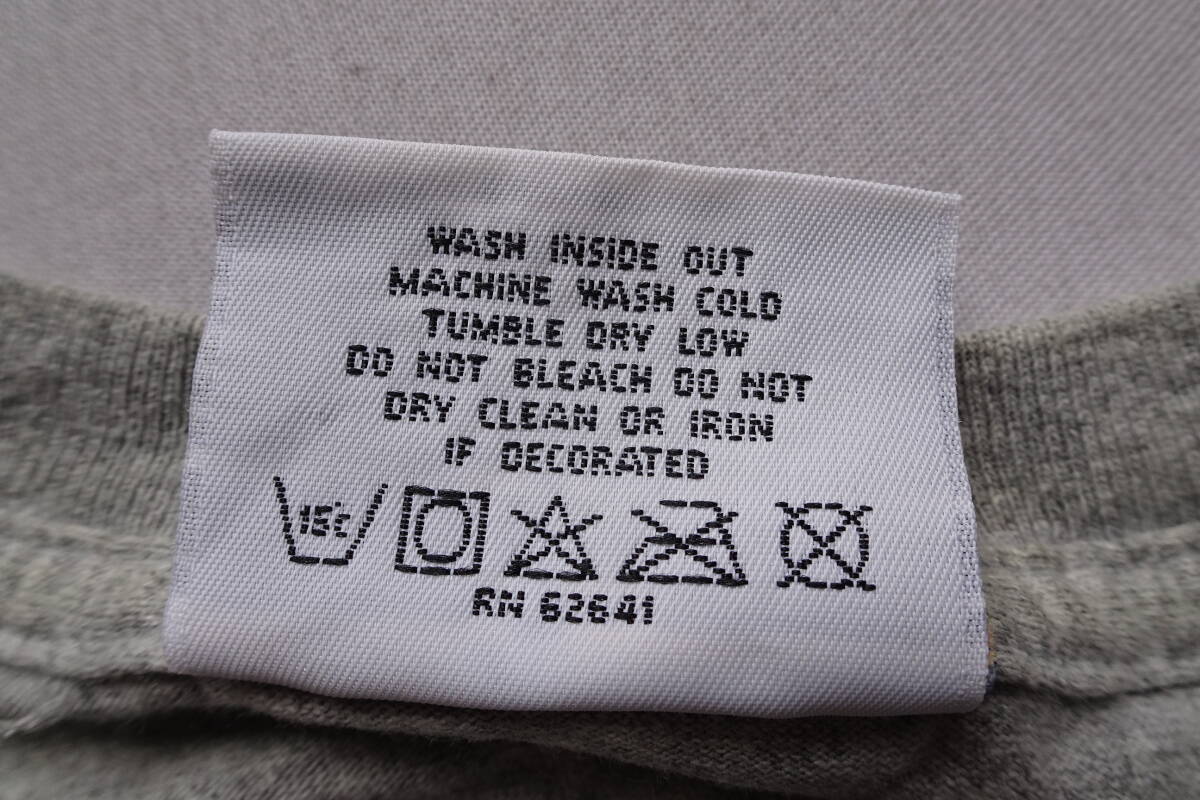 WASH INSIDE OUT
MACHINE WASH COLD
TUMBLE DRY LOW
DO NOT BLEACH DO NOT
DRY CLEAN OR IRON
IF DECORATED
15°C
RN 62641